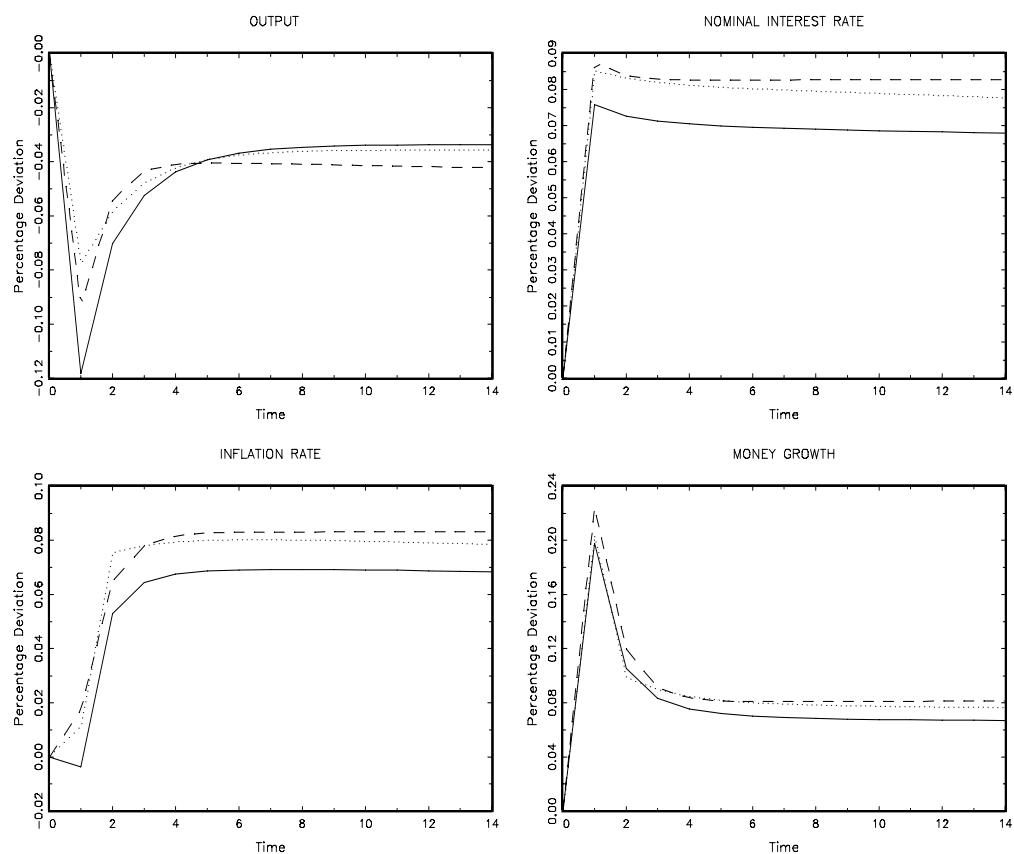 OUTPUT
Percentage Deviation
-0.00
-0.02
-0.04
-0.06
-0.08
-0.10
-0.12
0 2 4 6 8 10 12 14
Time
NOMINAL INTEREST RATE
Percentage Deviation
0.09
0.08
0.07
0.06
0.05
0.04
0.03
0.02
0.01
0.00
0 2 4 6 8 10 12 14
Time
INFLATION RATE
Percentage Deviation
0.10
0.08
0.06
0.04
0.02
0.00
-0.02
0 2 4 6 8 10 12 14
Time
MONEY GROWTH
Percentage Deviation
0.24
0.20
0.16
0.12
0.08
0.04
0.00
0 2 4 6 8 10 12 14
Time